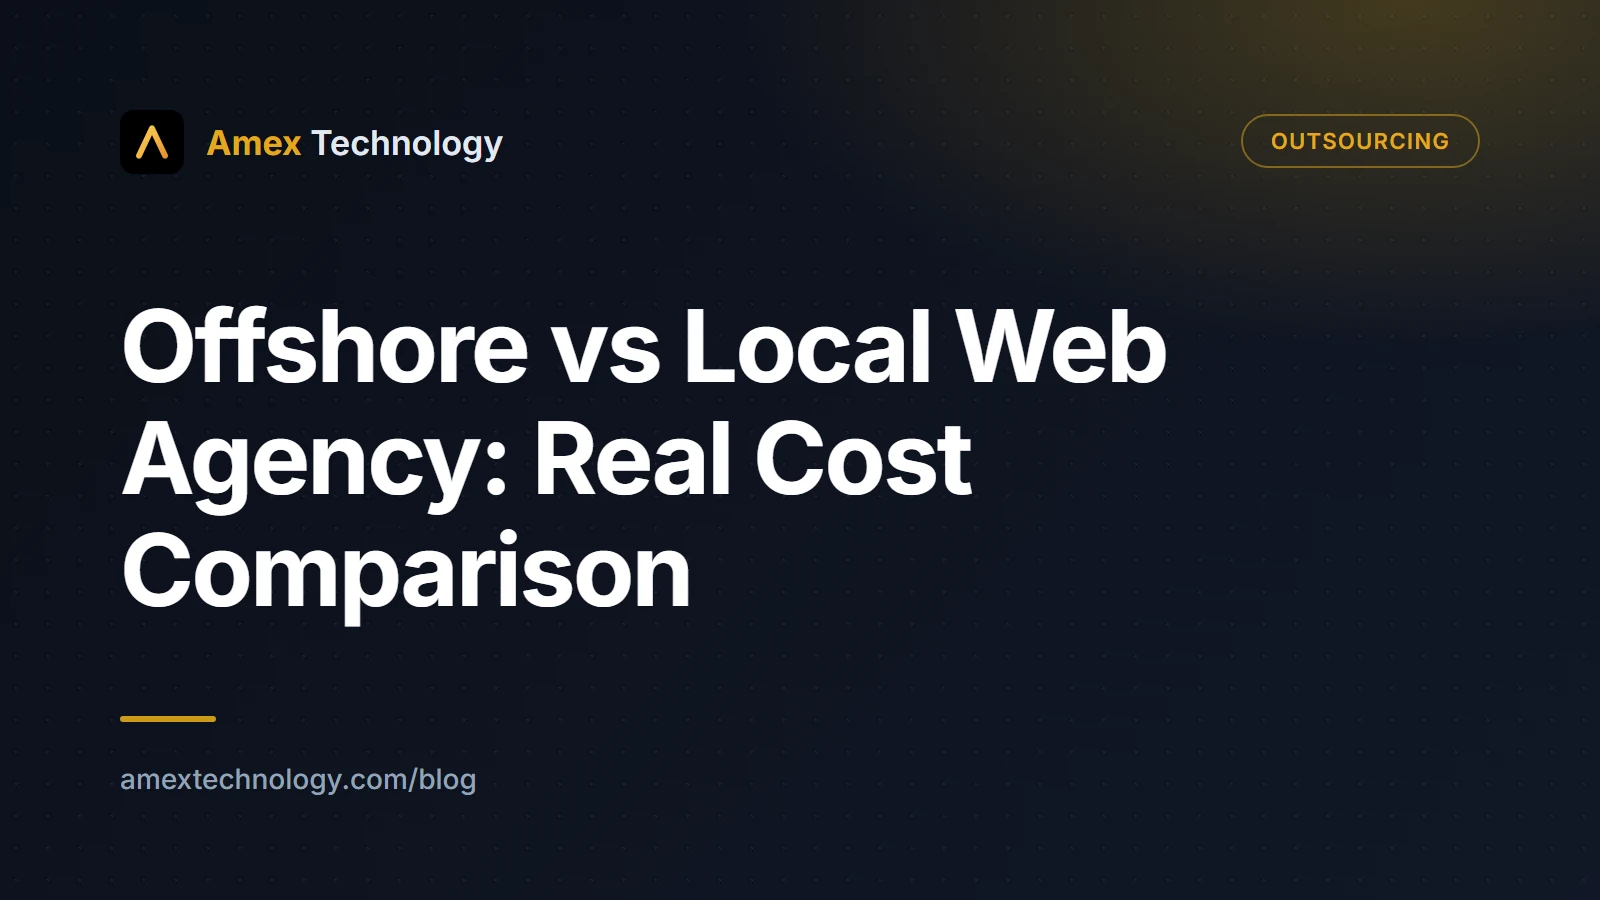 Amex Technology
OUTSOURCING
Offshore vs Local Web
Agency: Real Cost
Comparison
amextechnology.com/blog